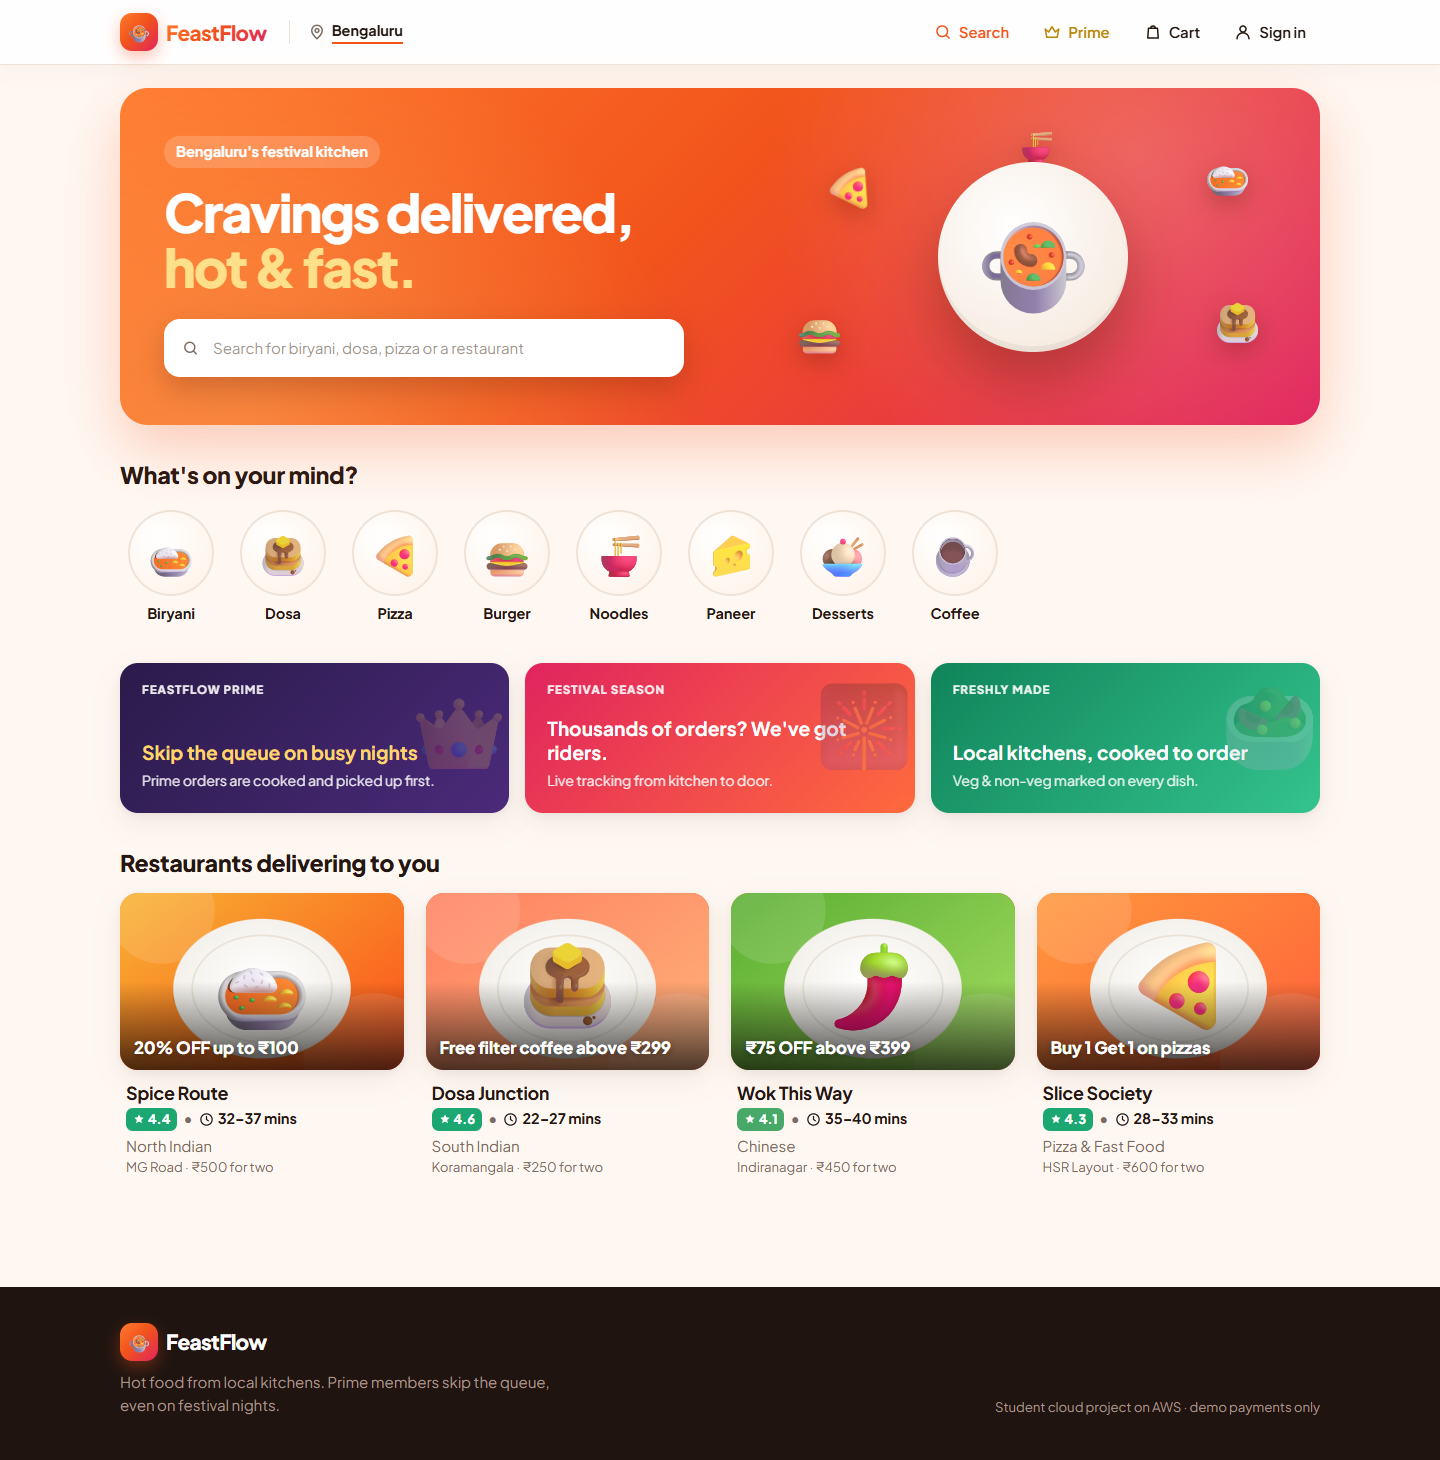 FeastFlow
Bengaluru
Search
Prime
Cart
Sign in
Bengaluru's festival kitchen
Cravings delivered,
hot & fast.
Search for biryani, dosa, pizza or a restaurant
What's on your mind?
Biryani
Dosa
Pizza
Burger
Noodles
Paneer
Desserts
Coffee
FEASTFLOW PRIME
Skip the queue on busy nights
Prime orders are cooked and picked up first.
FESTIVAL SEASON
Thousands of orders? We've got
riders.
Live tracking from kitchen to door.
FRESHLY MADE
Local kitchens, cooked to order
Veg & non-veg marked on every dish.
Restaurants delivering to you
20% OFF up to ₹100
Spice Route
★ 4.4 • 32–37 mins
North Indian
MG Road · ₹500 for two
Free filter coffee above ₹299
Dosa Junction
★ 4.6 • 22–27 mins
South Indian
Koramangala · ₹250 for two
₹75 OFF above ₹399
Wok This Way
★ 4.1 • 35–40 mins
Chinese
Indiranagar · ₹450 for two
Buy 1 Get 1 on pizzas
Slice Society
★ 4.3 • 28–33 mins
Pizza & Fast Food
HSR Layout · ₹600 for two
FeastFlow
Hot food from local kitchens. Prime members skip the queue,
even on festival nights.
Student cloud project on AWS · demo payments only